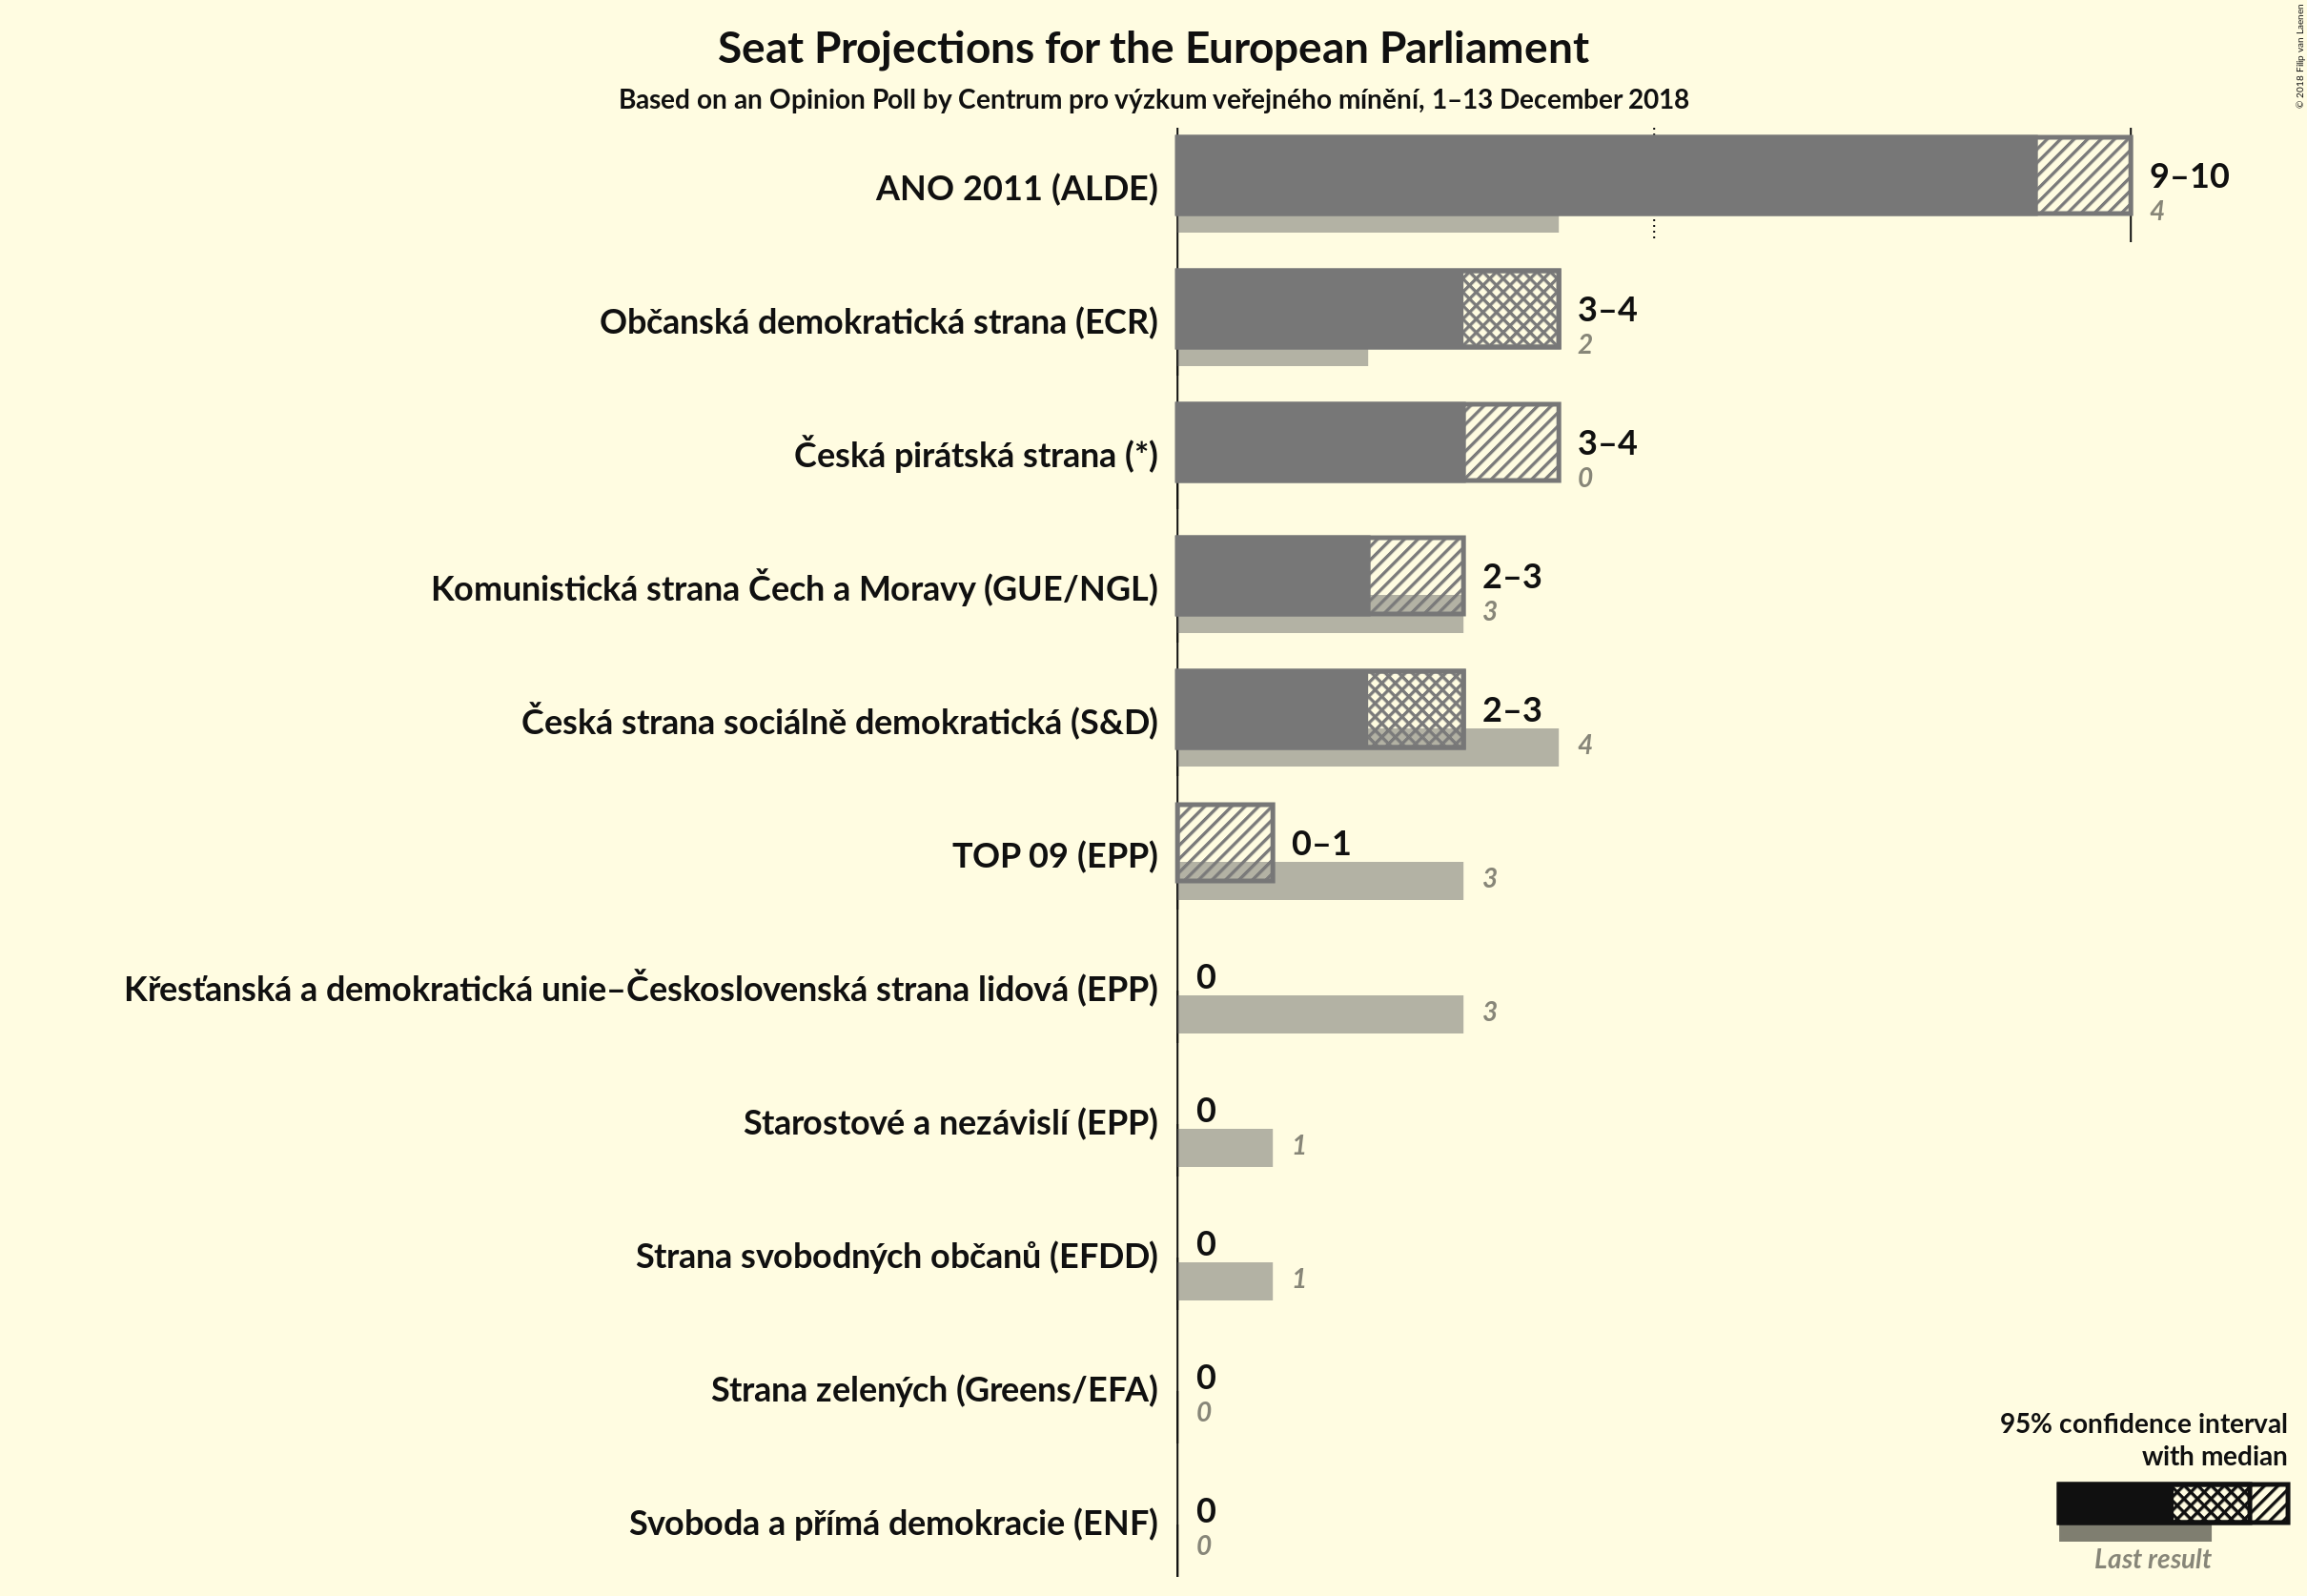 Seat Projections for the European Parliament
Based on an Opinion Poll by Centrum pro výzkum veřejného mínění, 1–13 December 2018
© 2018 Filip van Laenen
ANO 2011 (ALDE)
9–10
4
Občanská demokratická strana (ECR)
3–4
2
Česká pirátská strana (*)
3–4
0
Komunistická strana Čech a Moravy (GUE/NGL)
2–3
3
Česká strana sociálně demokratická (S&D)
2–3
4
TOP 09 (EPP)
0–1
3
Křesťanská a demokratická unie–Československá strana lidová (EPP)
0
3
Starostové a nezávislí (EPP)
0
1
Strana svobodných občanů (EFDD)
0
1
Strana zelených (Greens/EFA)
0
0
Svoboda a přímá demokracie (ENF)
0
0
95% confidence interval
with median
Last result